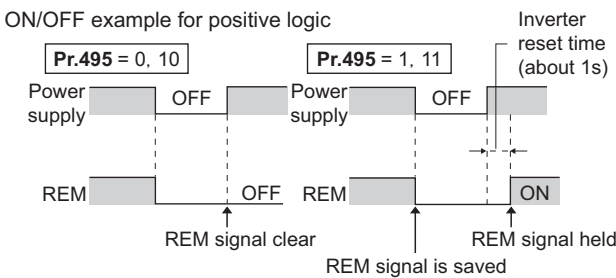 ON/OFF example for positive logic
Pr.495 = 0, 10
Pr.495 = 1, 11
Inverter
reset time
(about 1s)
Power
supply
OFF
Power
supply
OFF
REM
OFF
REM
ON
REM signal clear
REM signal held
REM signal is saved